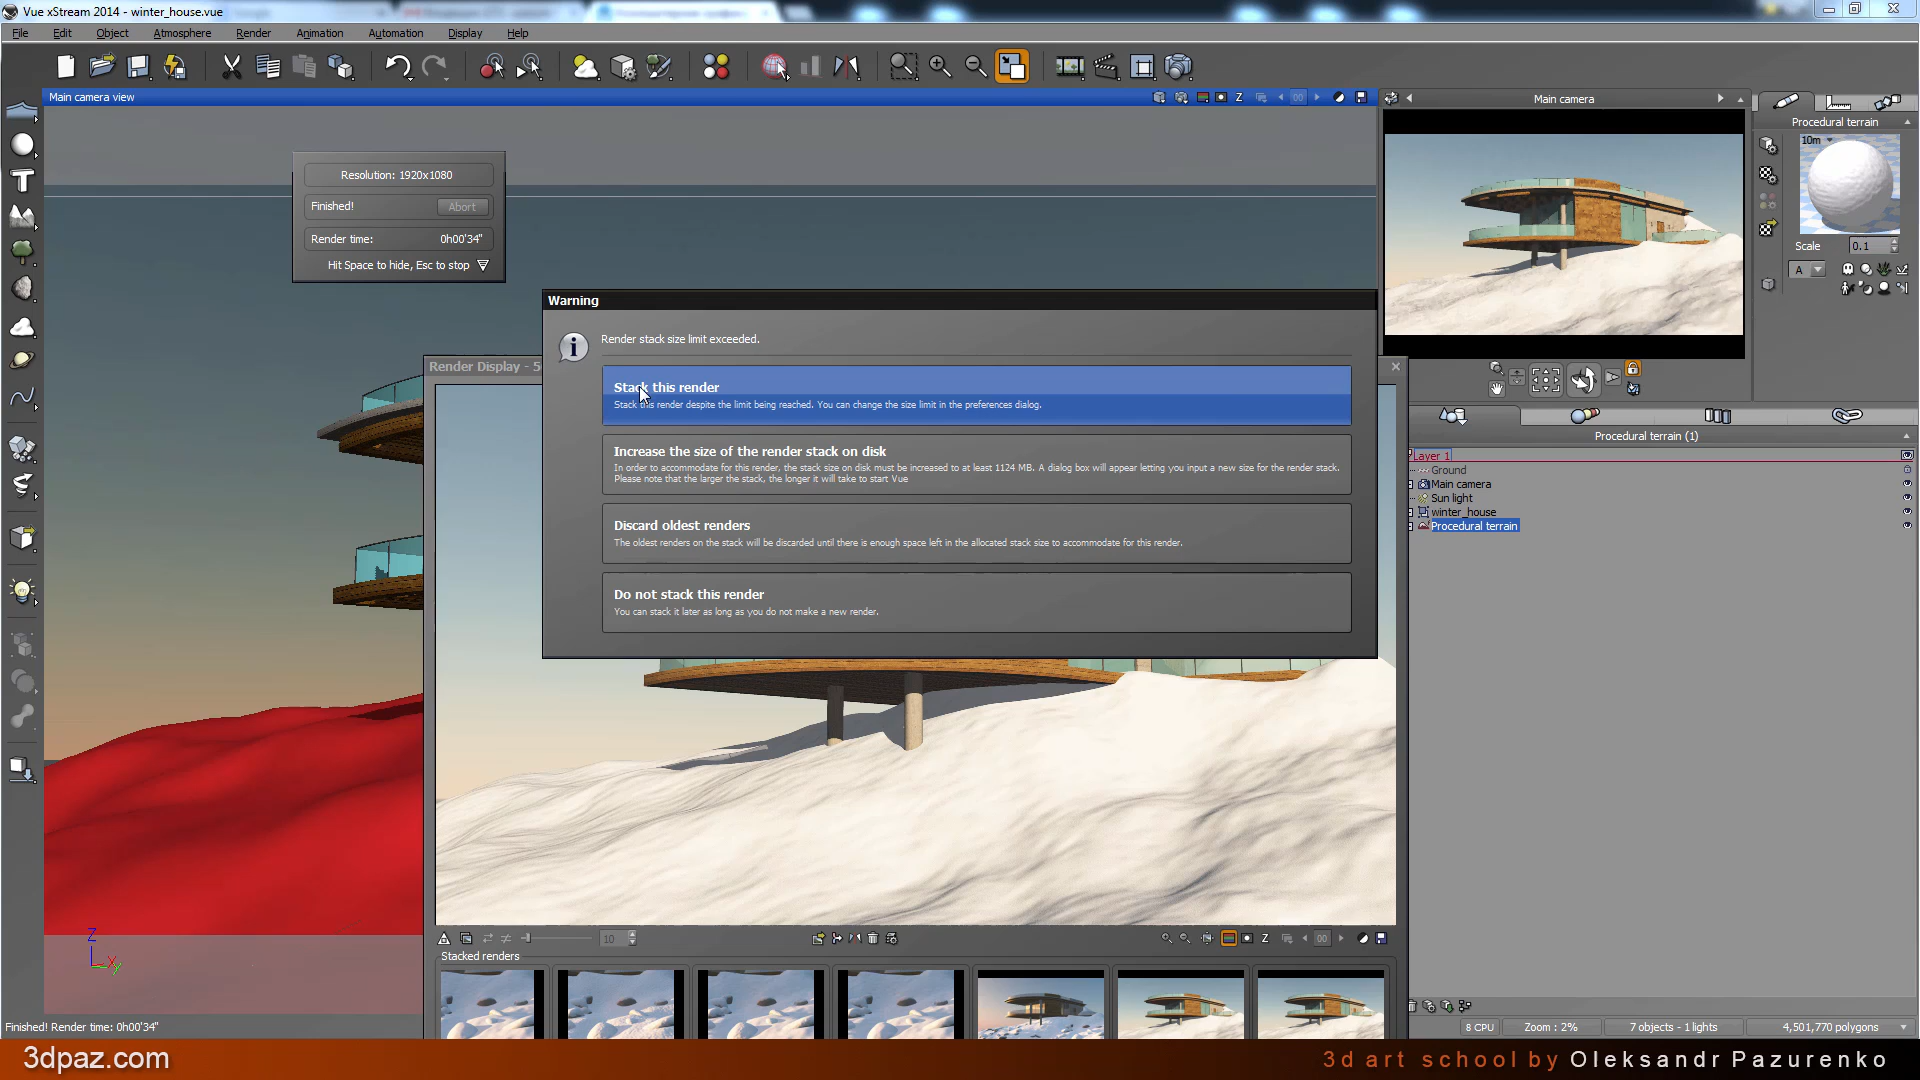 Vue xStream 2014 - winter_house.vue
File Edit Object Atmosphere Render Animation Automation Display Help
Main camera view
Z
00
Main camera
Procedural terrain
10m
Scale 0.1
A
Resolution: 1920x1080
Finished! Abort
Render time: 0h00'34"
Hit Space to hide, Esc to stop
Render Display - 5
Warning
Render stack size limit exceeded.
Stack this render
Stack this render despite the limit being reached. You can change the size limit in the preferences dialog.
Increase the size of the render stack on disk
In order to accommodate for this render, the stack size on disk must be increased to at least 1124 MB. A dialog box will appear letting you input a new size for the render stack.
Please note that the larger the stack, the longer it will take to start Vue
Discard oldest renders
The oldest renders on the stack will be discarded until there is enough space left in the allocated stack size to accommodate for this render.
Do not stack this render
You can stack it later as long as you do not make a new render.
Procedural terrain (1)
Layer 1
Ground
Main camera
Sun light
winter_house
Procedural terrain
Z
X
Y
10
Z
00
Stacked renders
Finished! Render time: 0h00'34"
8 CPU
Zoom : 2%
7 objects - 1 lights
4,501,770 polygons
3dpaz.com
3d art school by Oleksandr Pazurenko